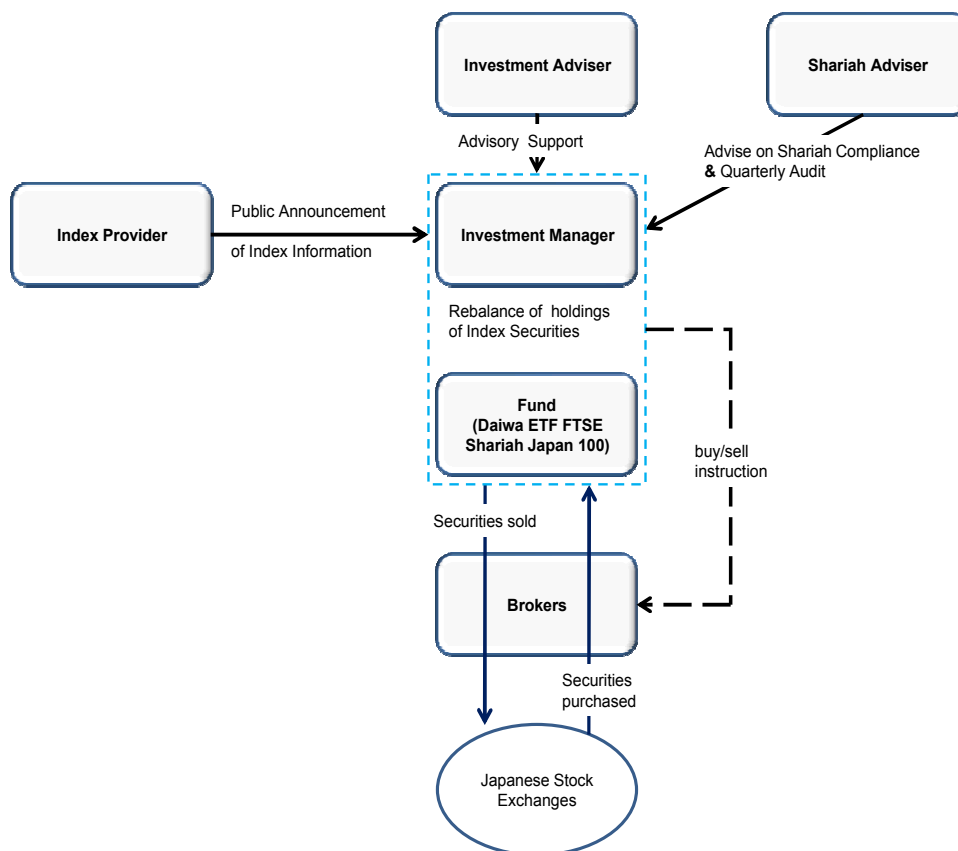 Investment Adviser
Shariah Adviser
Advisory Support
Advise on Shariah Compliance
& Quarterly Audit
Index Provider
Public Announcement
of Index Information
Investment Manager
Rebalance of holdings
of Index Securities
Fund
(Daiwa ETF FTSE
Shariah Japan 100)
buy/sell
instruction
Securities sold
Brokers
Securities
purchased
Japanese Stock
Exchanges